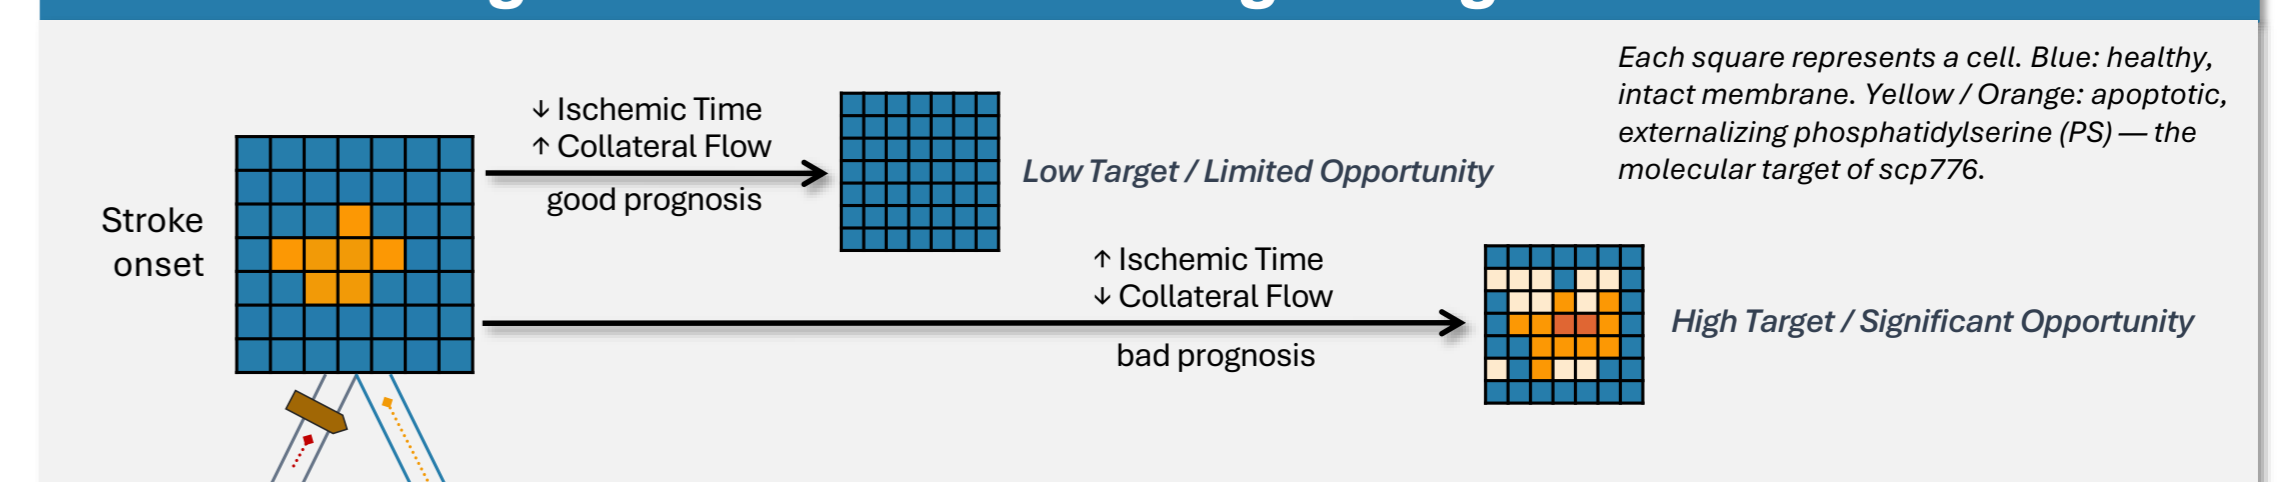 Each square represents a cell. Blue: healthy,
intact membrane. Yellow / Orange: apoptotic,
externalizing phosphatidylserine (PS) — the
molecular target of scp776.
↓ Ischemic Time
↑ Collateral Flow
good prognosis
Low Target / Limited Opportunity
Stroke
onset
↑ Ischemic Time
↓ Collateral Flow
bad prognosis
High Target / Significant Opportunity